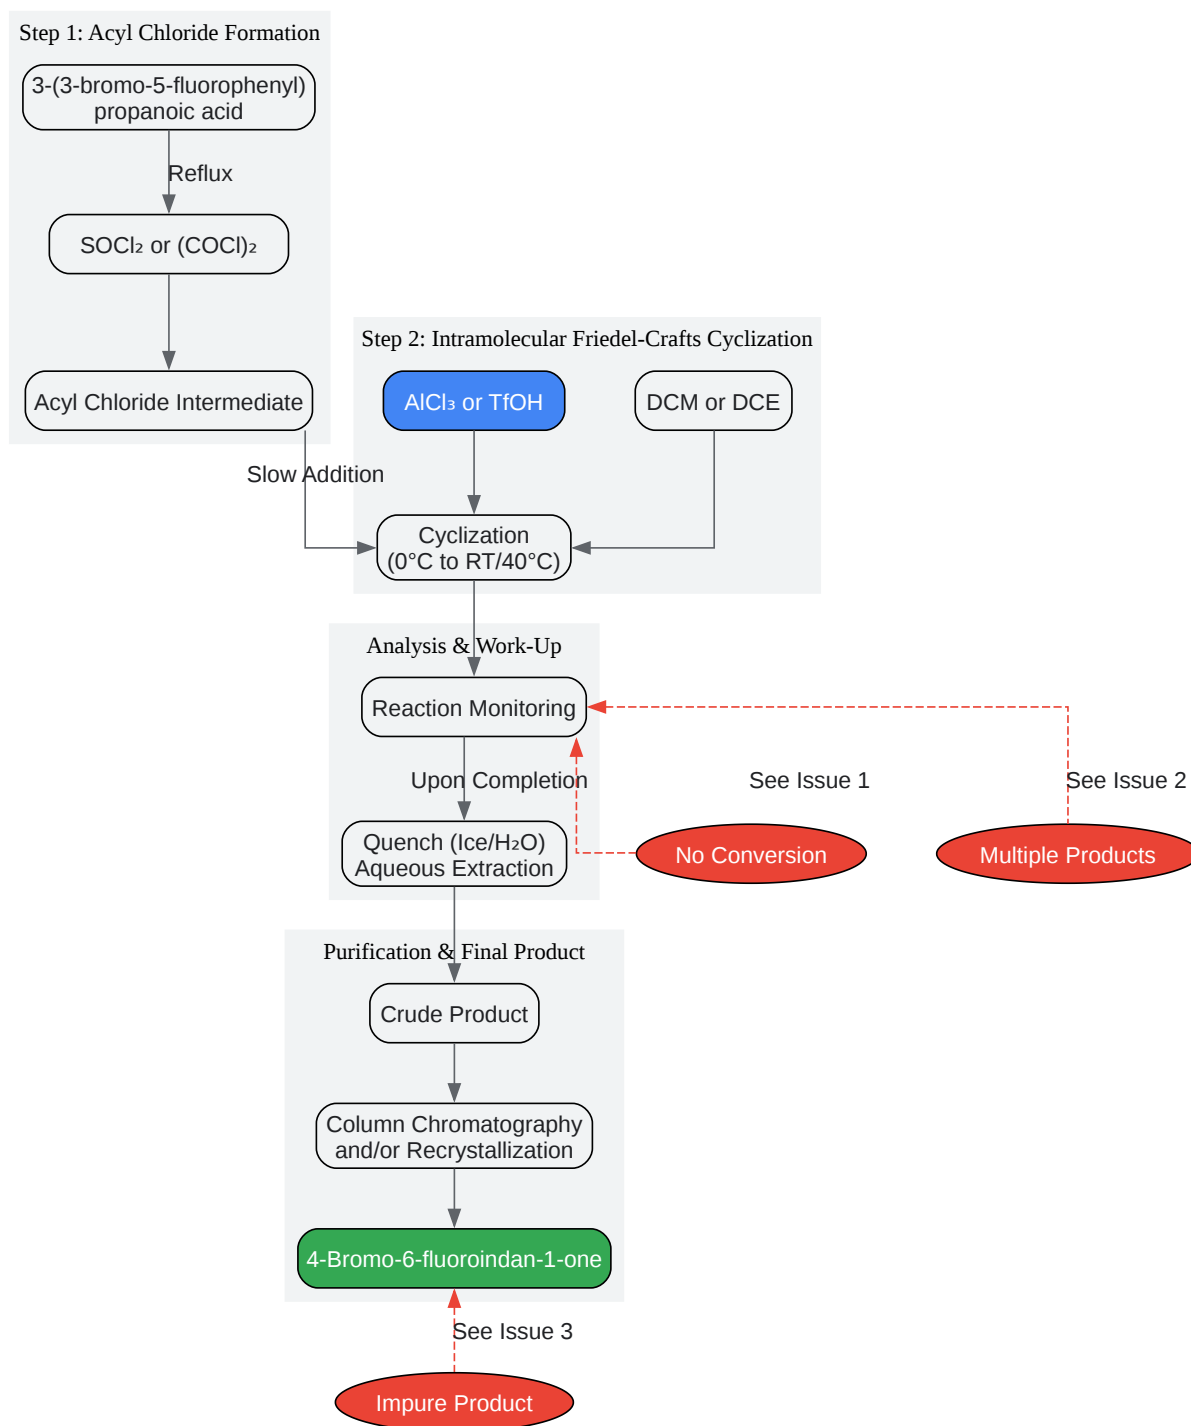 Step 1: Acyl Chloride Formation
3-(3-bromo-5-fluorophenyl)
propanoic acid
Reflux
SOCl₂ or (COCl)₂
Acyl Chloride Intermediate
Slow Addition
Step 2: Intramolecular Friedel-Crafts Cyclization
AlCl₃ or TfOH
DCM or DCE
Cyclization
(0°C to RT/40°C)
Analysis & Work-Up
Reaction Monitoring
Upon Completion
See Issue 1
See Issue 2
Quench (Ice/H₂O)
Aqueous Extraction
No Conversion
Multiple Products
Purification & Final Product
Crude Product
Column Chromatography
and/or Recrystallization
4-Bromo-6-fluoroindan-1-one
See Issue 3
Impure Product